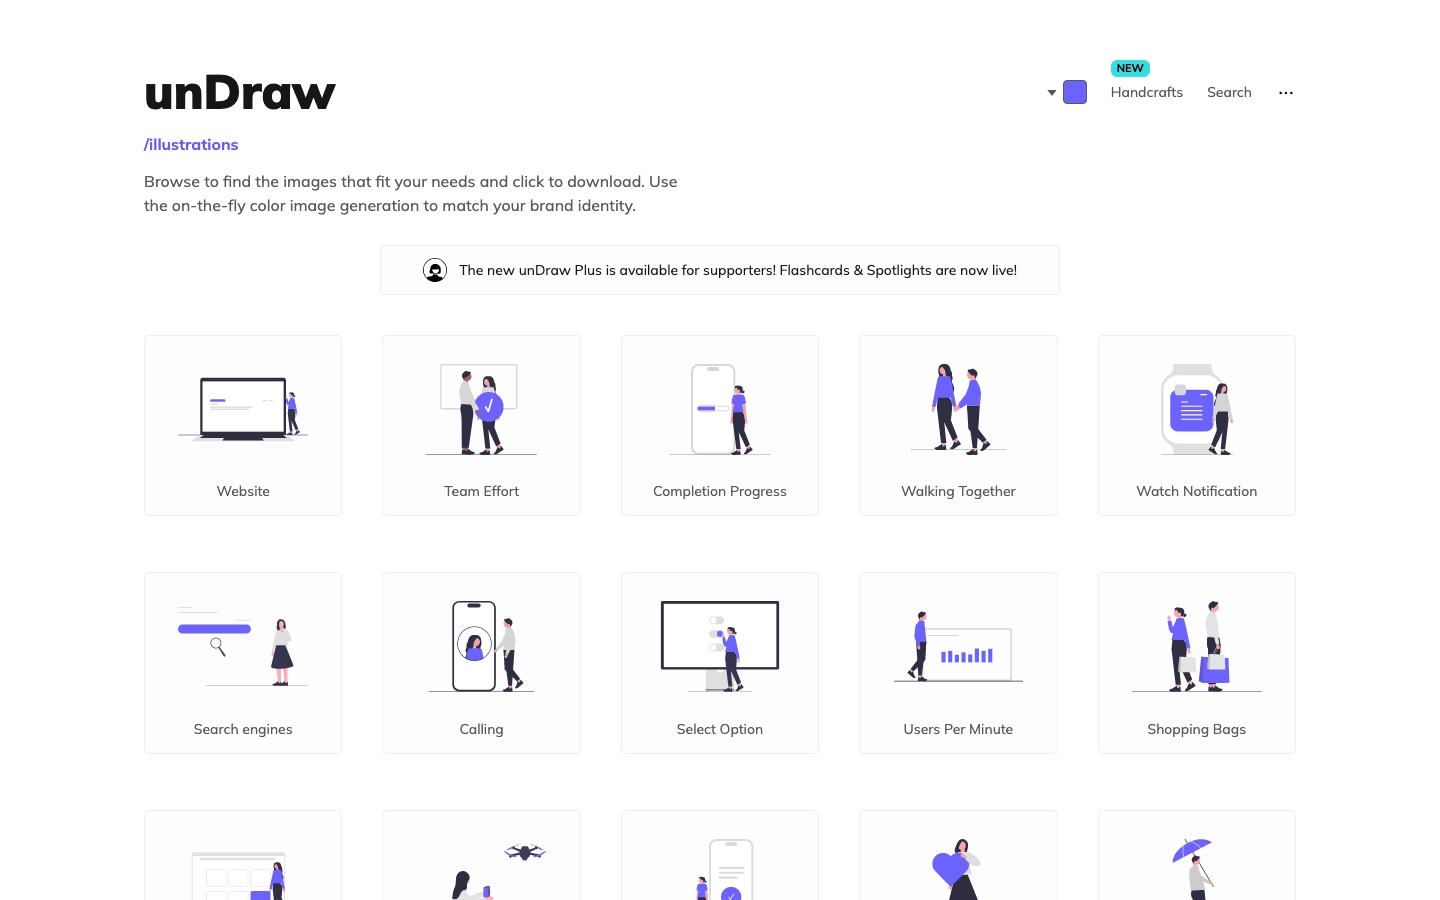 unDraw
NEW
Handcrafts
Search
/illustrations
Browse to find the images that fit your needs and click to download. Use
the on-the-fly color image generation to match your brand identity.
The new unDraw Plus is available for supporters! Flashcards & Spotlights are now live!
Website
Team Effort
Completion Progress
Walking Together
Watch Notification
Search engines
Calling
Select Option
Users Per Minute
Shopping Bags